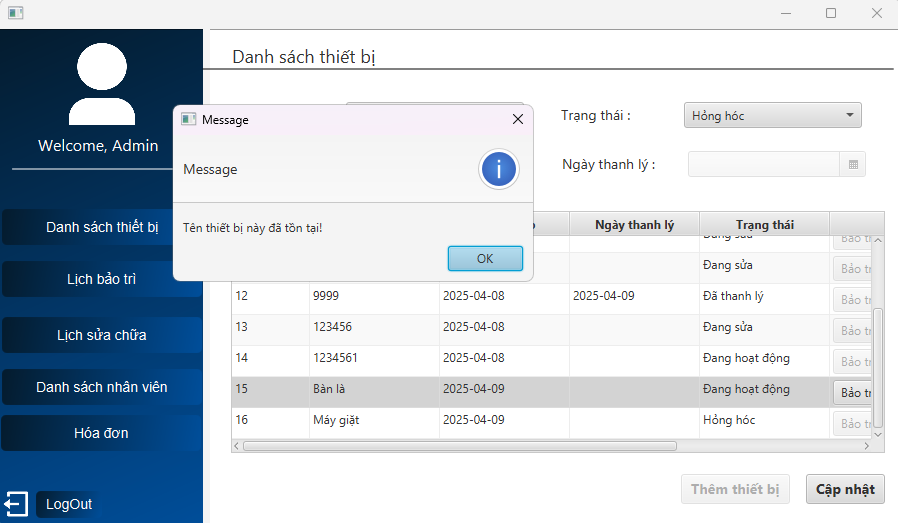 Danh sách thiết bị
Welcome, Admin
Danh sách thiết bị
Lịch bảo trì
Lịch sửa chữa
Danh sách nhân viên
Hóa đơn
LogOut
Message
Message
Tên thiết bị này đã tồn tại!
OK
Trạng thái :
Hỏng hóc
Ngày thanh lý :
Ngày thanh lý Trạng thái
Đang sửa
Đang sửa
12 9999 2025-04-08 2025-04-09 Đã thanh lý
13 123456 2025-04-08 Đang sửa
14 1234561 2025-04-08 Đang hoạt động
15 Bàn là 2025-04-09 Đang hoạt động Bảo
16 Máy giặt 2025-04-09 Hỏng hóc
Thêm thiết bị Cập nhật